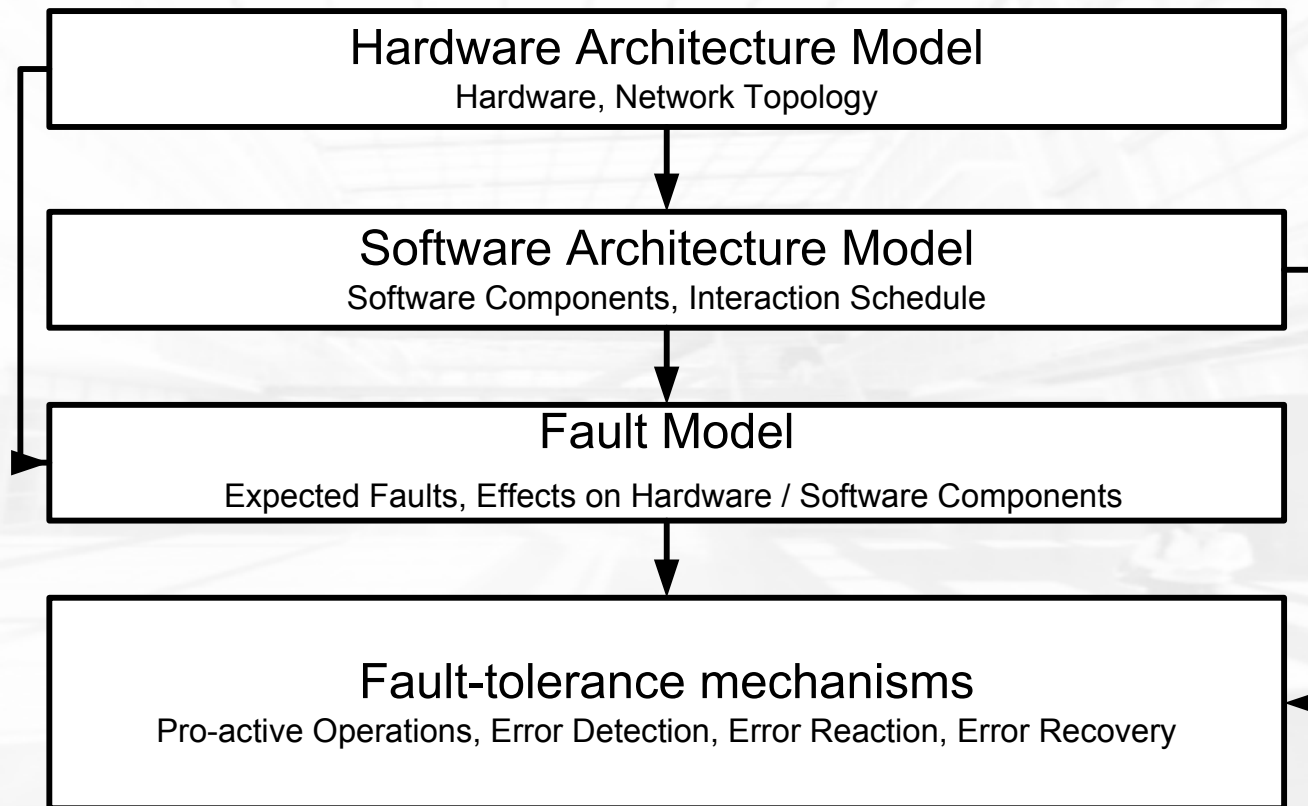 Hardware Architecture Model
Hardware, Network Topology
Software Architecture Model
Software Components, Interaction Schedule
Fault Model
Expected Faults, Effects on Hardware / Software Components
Fault-tolerance mechanisms
Pro-active Operations, Error Detection, Error Reaction, Error Recovery